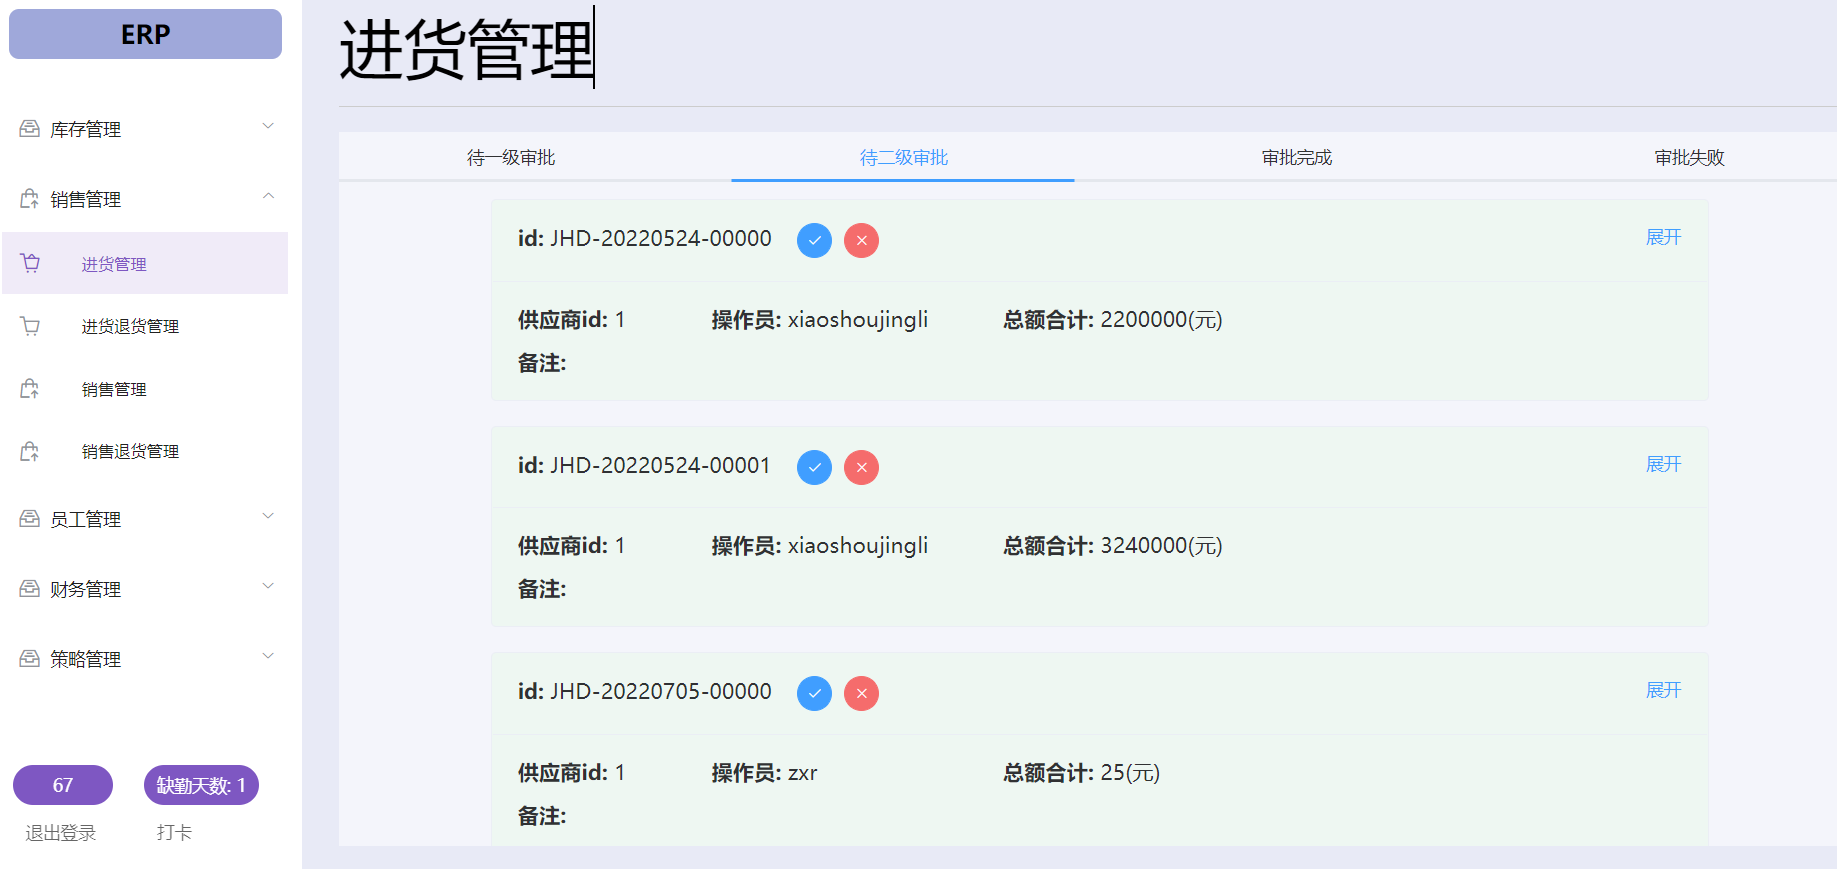 ERP
库存管理
销售管理
进货管理
进货退货管理
销售管理
销售退货管理
员工管理
财务管理
策略管理
67
缺勤天数: 1
退出登录
打卡
进货管理
待一级审批
待二级审批
审批完成
审批失败
id: JHD-20220524-00000
展开
供应商id: 1
操作员: xiaoshoujingli
总额合计: 2200000(元)
备注:
id: JHD-20220524-00001
展开
供应商id: 1
操作员: xiaoshoujingli
总额合计: 3240000(元)
备注:
id: JHD-20220705-00000
展开
供应商id: 1
操作员: zxr
总额合计: 25(元)
备注: